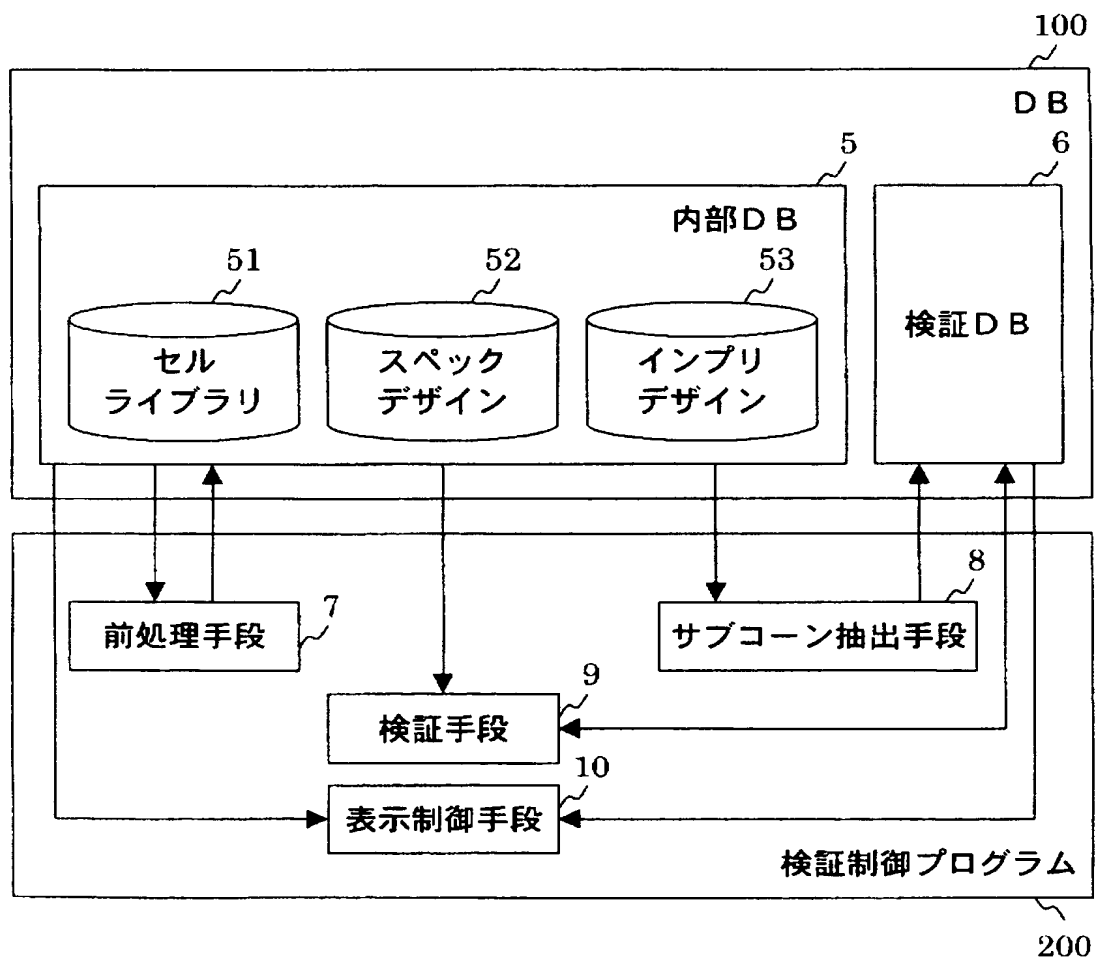 100
ＤＢ
5
6
内部ＤＢ
51
52
53
セル
ライブラリ
スペック
デザイン
インプリ
デザイン
検証ＤＢ
7
前処理手段
8
サブコーン抽出手段
9
検証手段
10
表示制御手段
検証制御プログラム
200